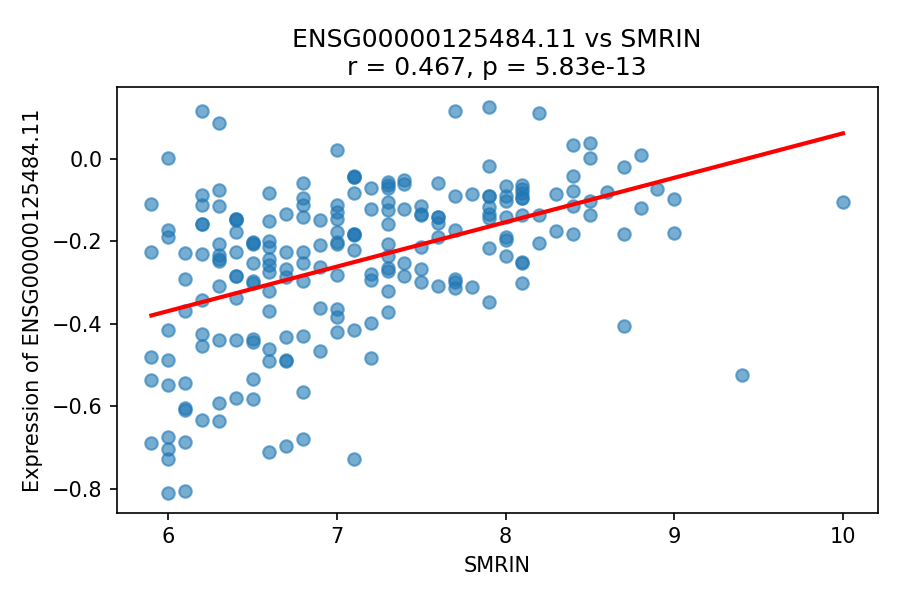 ENSG00000125484.11 vs SMRIN
r = 0.467, p = 5.83e-13
Expression of ENSG00000125484.11
0.0
−0.2
−0.4
−0.6
−0.8
6 7 8 9 10
SMRIN